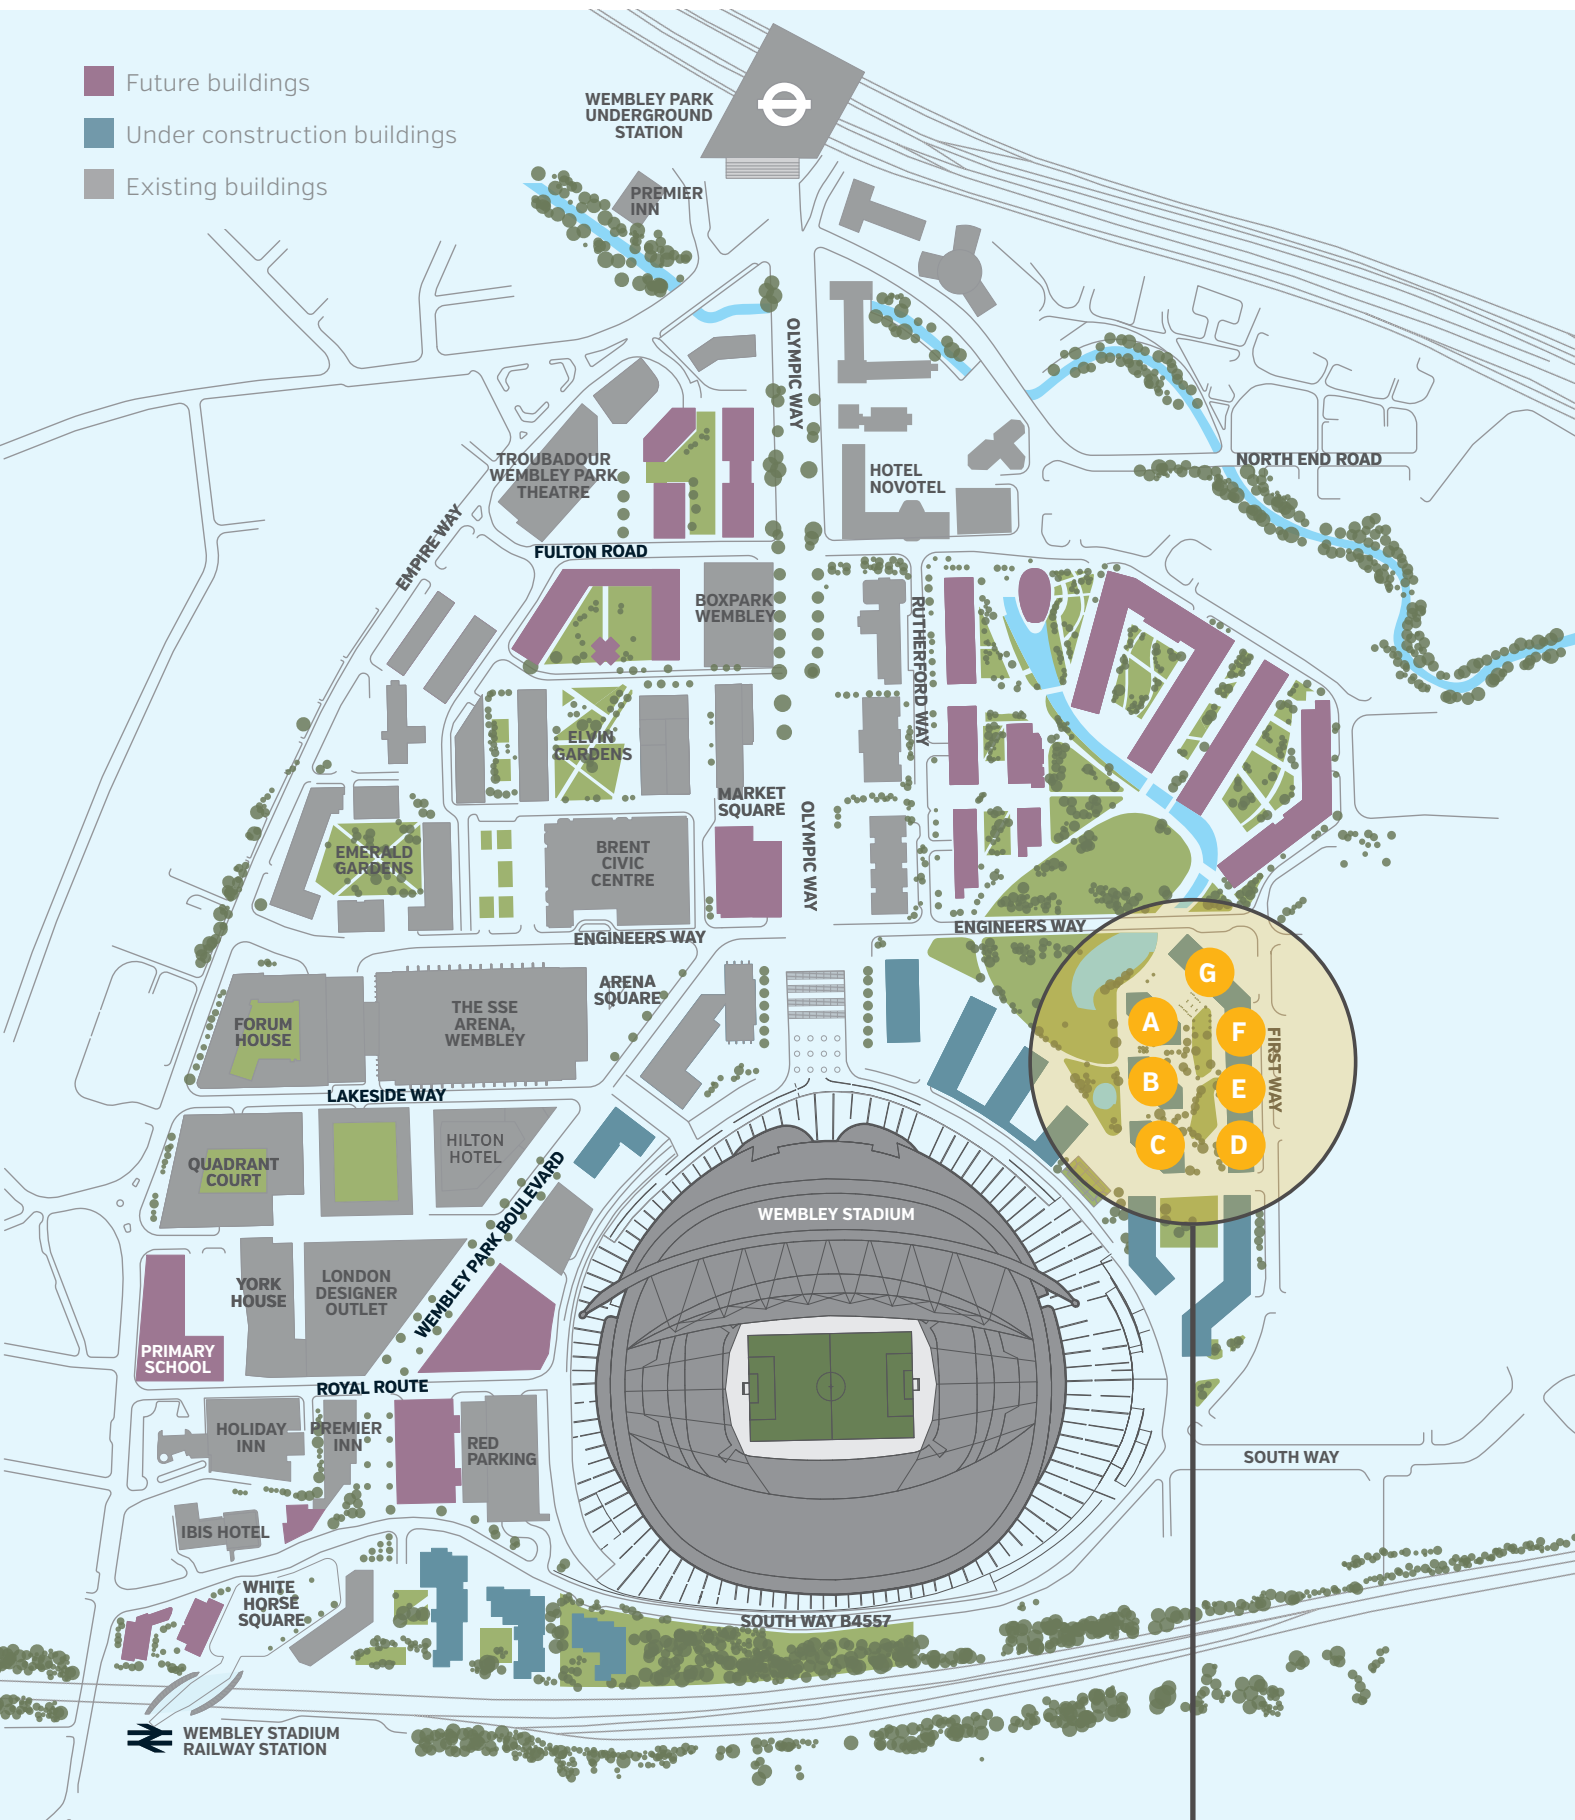 Future buildings
Under construction buildings
Existing buildings
WEMBLEY PARK
UNDERGROUND
STATION
PREMIER
INN
OLYMPIC WAY
TROUBADOUR
WEMBLEY PARK
THEATRE
HOTEL
NOVOTEL
NORTH END ROAD
EMPIRE WAY
FULTON ROAD
BOXPARK
WEMBLEY
RUTHERFORD WAY
ELVIN
GARDENS
MARKET
SQUARE
OLYMPIC WAY
EMERALD
GARDENS
BRENT
CIVIC
CENTRE
ENGINEERS WAY
ENGINEERS WAY
ARENA
SQUARE
FORUM
HOUSE
THE SSE
ARENA,
WEMBLEY
G
A
F
B
E
C
D
FIRST WAY
LAKESIDE WAY
HILTON
HOTEL
QUADRANT
COURT
WEMBLEY PARK BOULEVARD
WEMBLEY STADIUM
YORK
HOUSE
LONDON
DESIGNER
OUTLET
PRIMARY
SCHOOL
ROYAL ROUTE
HOLIDAY
INN
PREMIER
INN
RED
PARKING
SOUTH WAY
IBIS HOTEL
WHITE
HORSE
SQUARE
SOUTH WAY B4557
WEMBLEY STADIUM
RAILWAY STATION